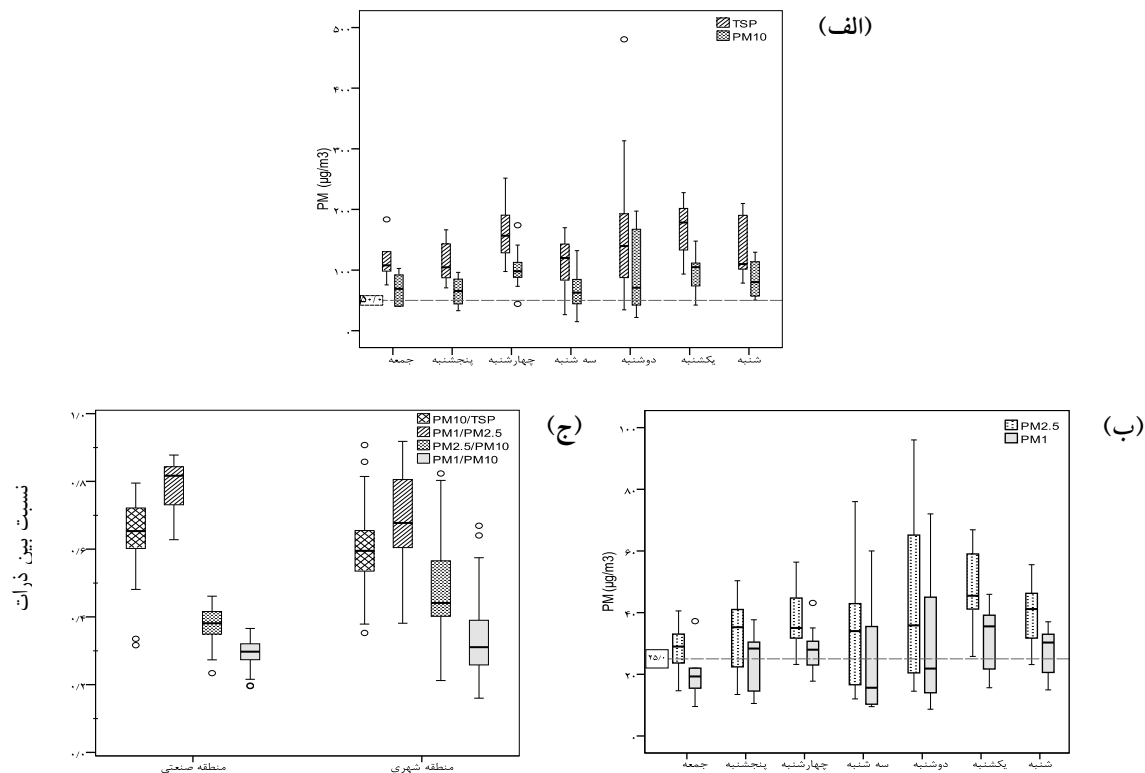 (الف)
TSP
PM10
PM (µg/m3)
۵۰۰
۴۰۰
۳۰۰
۲۰۰
۱۰۰
۰
۵۰/۰
جمعه پنجشنبه چهارشنبه سه شنبه دوشنبه یکشنبه شنبه
(ب)
PM2.5
PM1
PM (µg/m3)
۱۰۰
۸۰
۶۰
۴۰
۲۰
۰
۲۵/۰
جمعه پنجشنبه چهارشنبه سه شنبه دوشنبه یکشنبه شنبه
(ج)
PM10/TSP
PM1/PM2.5
PM2.5/PM10
PM1/PM10
نسبت بین ذرات
۱/۰
۰/۸
۰/۶
۰/۴
۰/۲
۰/۰
منطقه صنعتی منطقه شهری